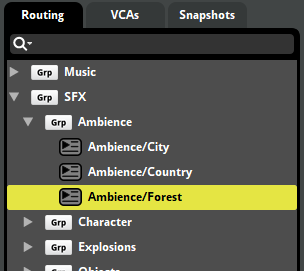 Routing VCAs Snapshots
Grp Music
Grp SFX
Grp Ambience
Ambience/City
Ambience/Country
Ambience/Forest
Grp Character
Grp Explosions
Grp Objects